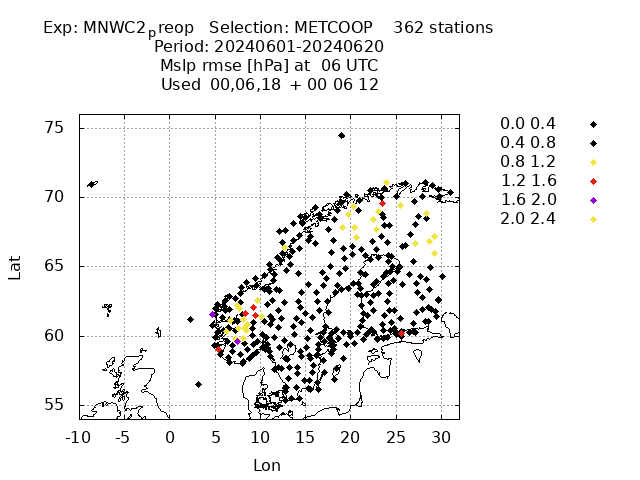 Exp: MNWC2preop Selection: METCOOP 362 stations
Period: 20240601-20240620
Mslp rmse [hPa] at 06 UTC
Used 00,06,18 + 00 06 12
0.0 0.4
0.4 0.8
0.8 1.2
1.2 1.6
1.6 2.0
2.0 2.4
75
70
65
60
55
Lat
-10 -5 0 5 10 15 20 25 30
Lon